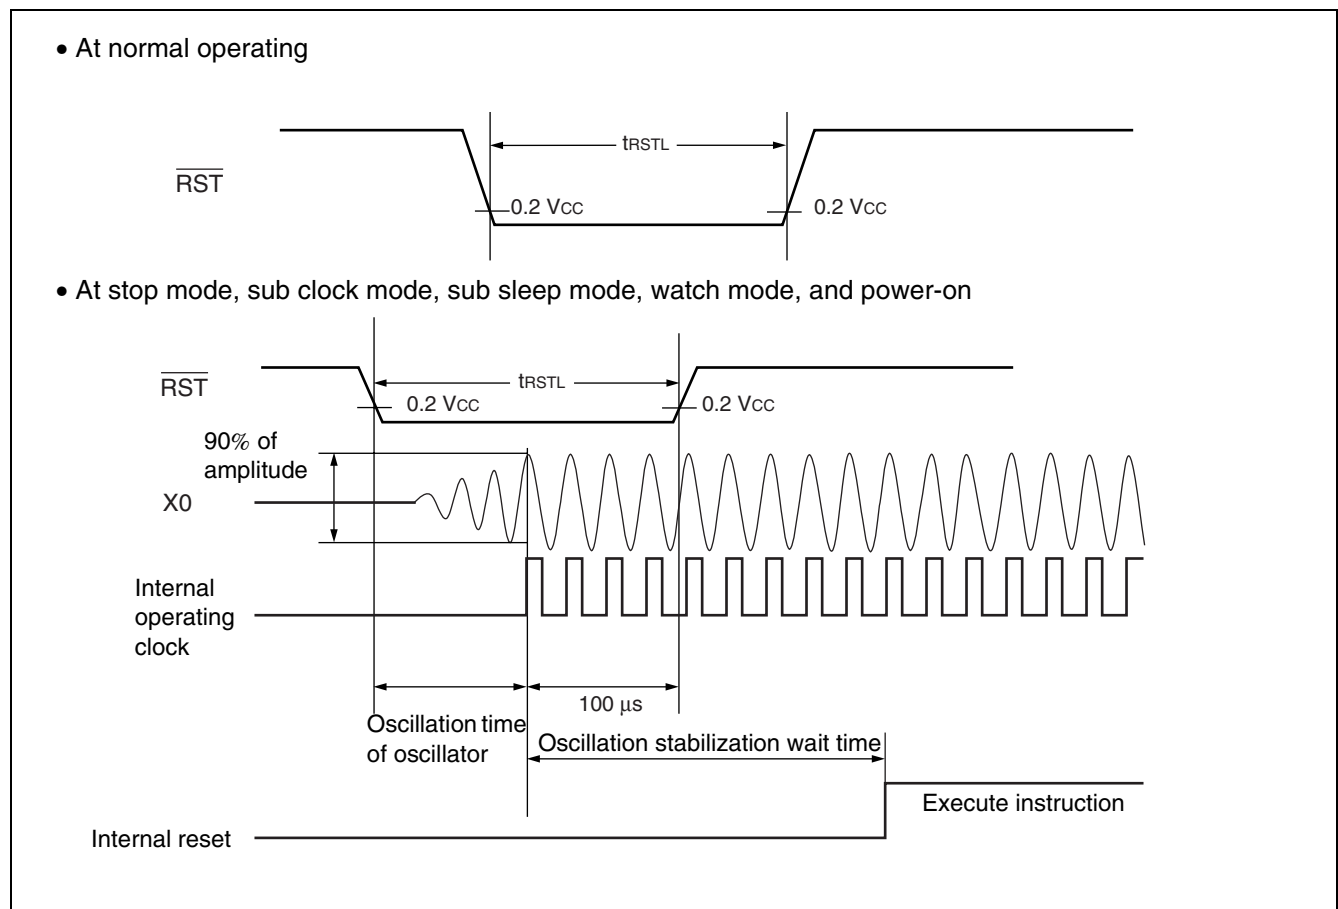 • At normal operating
tRSTL
RST
0.2 VCC
0.2 VCC
• At stop mode, sub clock mode, sub sleep mode, watch mode, and power-on
RST
tRSTL
0.2 VCC
0.2 VCC
90% of
amplitude
X0
Internal
operating
clock
100 μs
Oscillation time
of oscillator
Oscillation stabilization wait time
Execute instruction
Internal reset